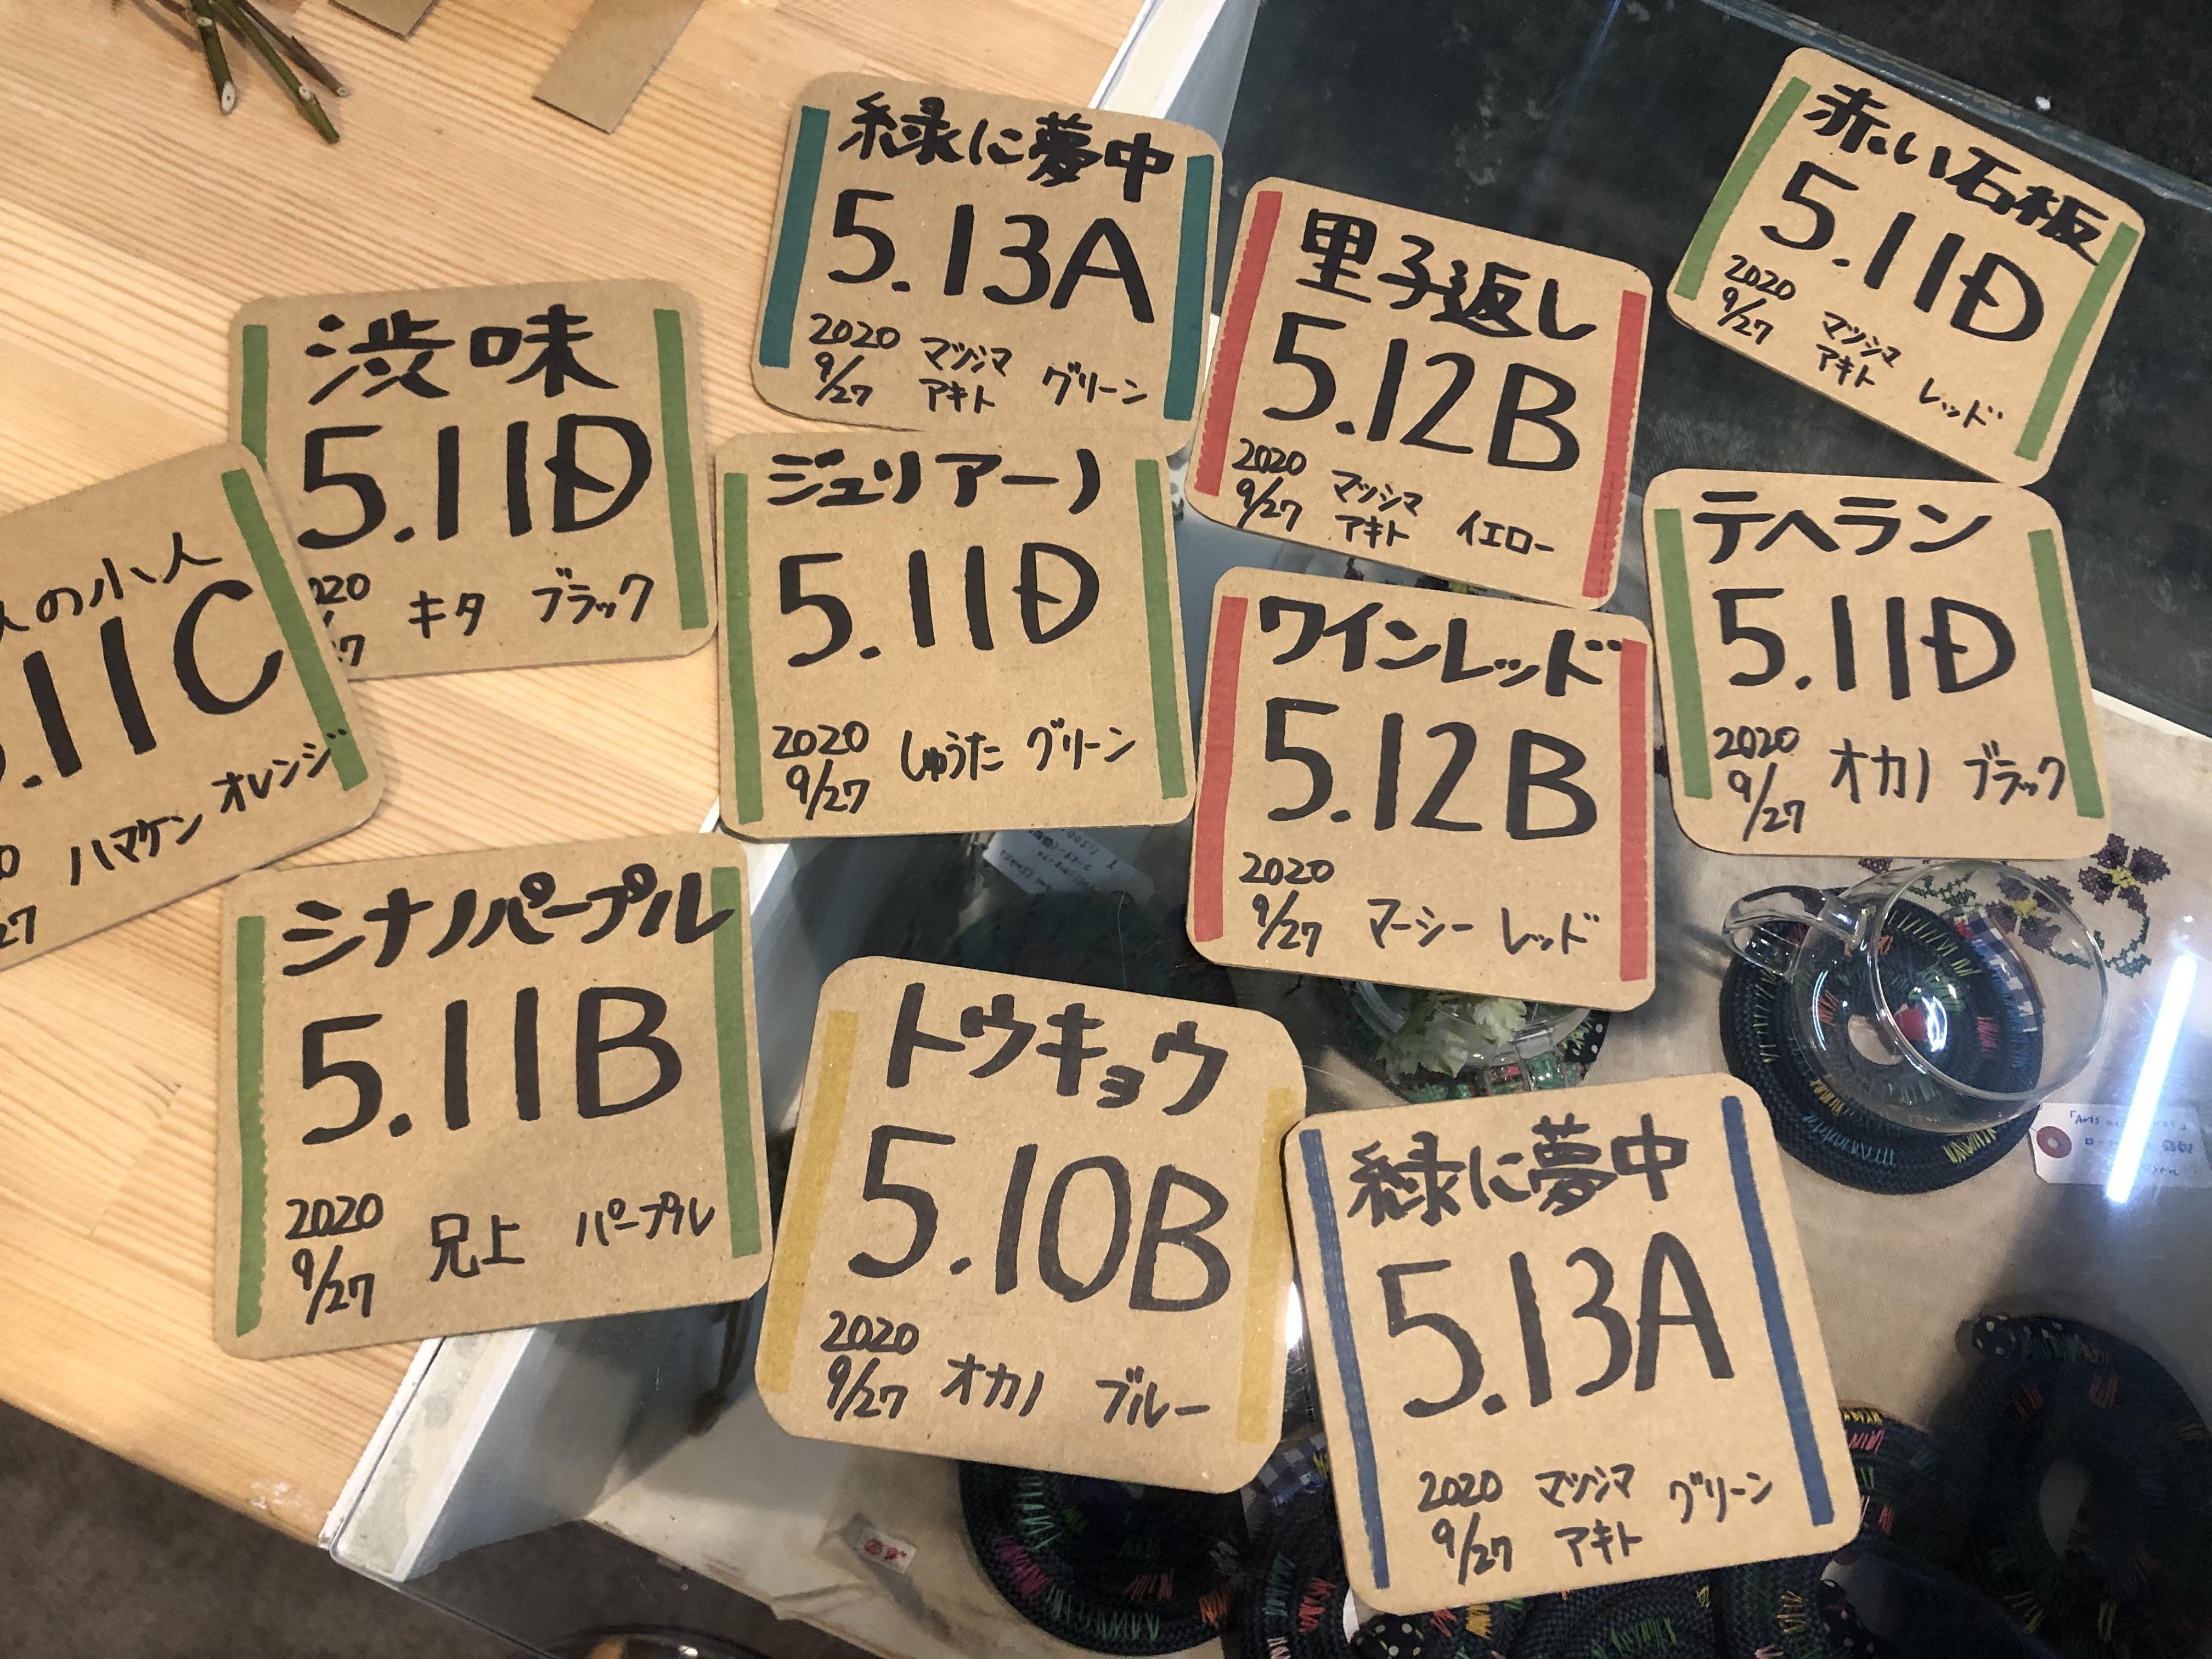 緑に夢中
5.13A
2020
9/27
マツシマ
アキト
グリーン
里子返し
5.12B
2020
9/27
マツシマ
アキト
イエロー
赤い石板
5.11D
2020
9/27
マツシマ
アキト
レッド
渋味
5.11D
020
27
キタ ブラック
ジュリアーノ
5.11D
2020
9/27
しゅうた グリーン
ワインレッド
5.12B
2020
9/27
マーシー レッド
テヘラン
5.11D
2020
9/27
オカノ ブラック
人の小人
.11C
0
27
ハマケン オレンジ
シナノパープル
5.11B
2020
9/27
兄上 パープル
トウキョウ
5.10B
2020
9/27
オカノ ブルー
緑に夢中
5.13A
2020
9/27
マツシマ
アキト
グリーン